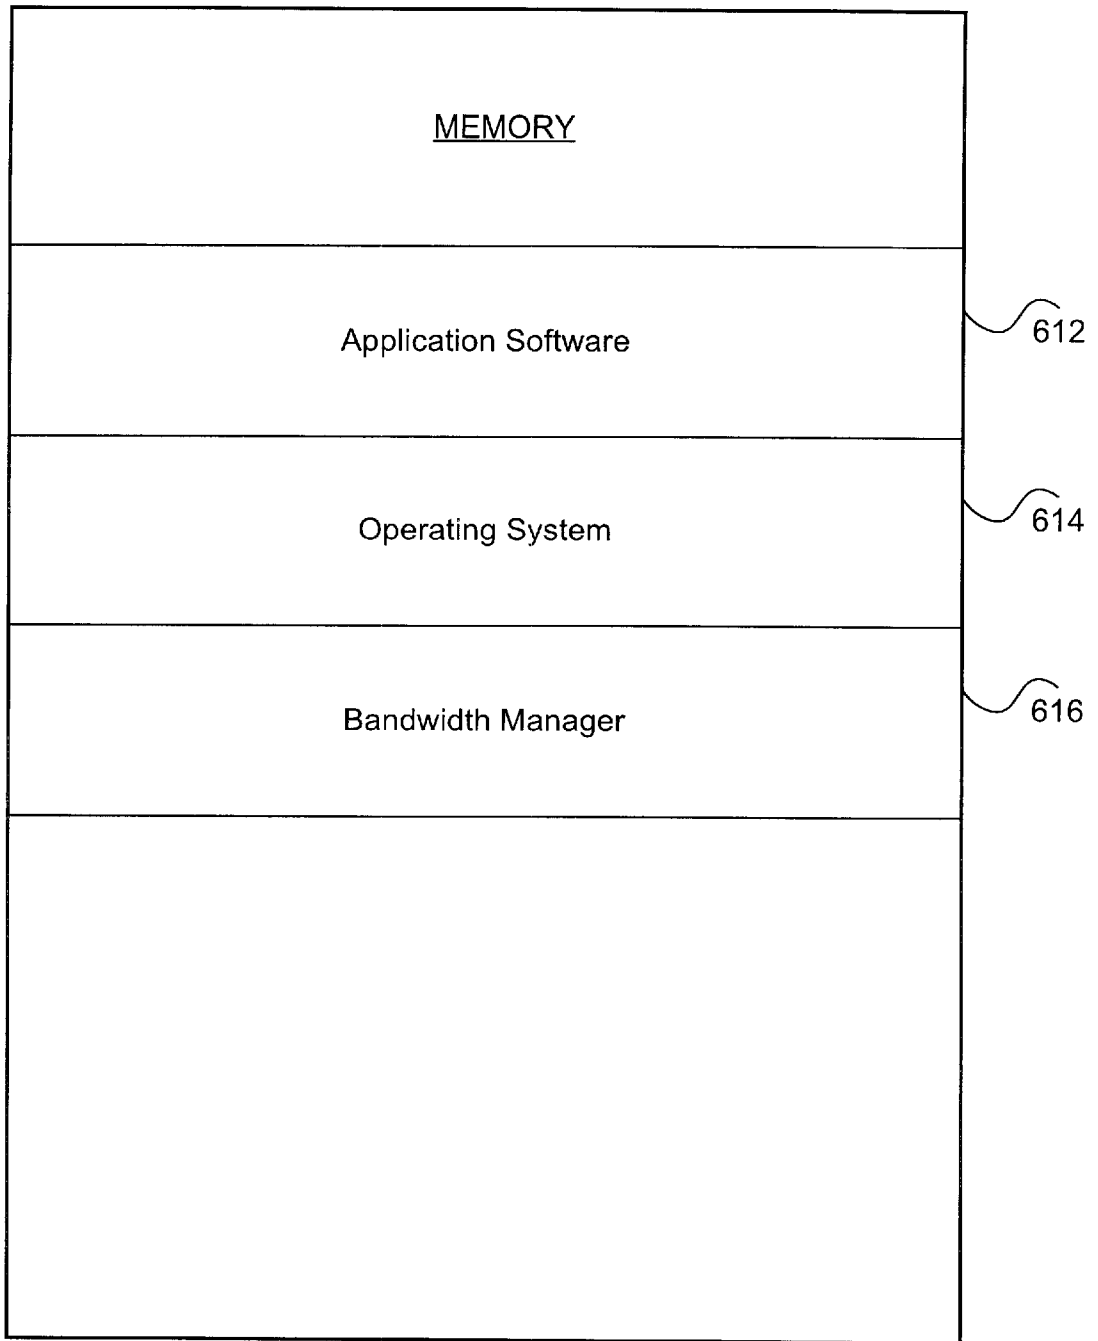 MEMORY
Application Software
612
Operating System
614
Bandwidth Manager
616